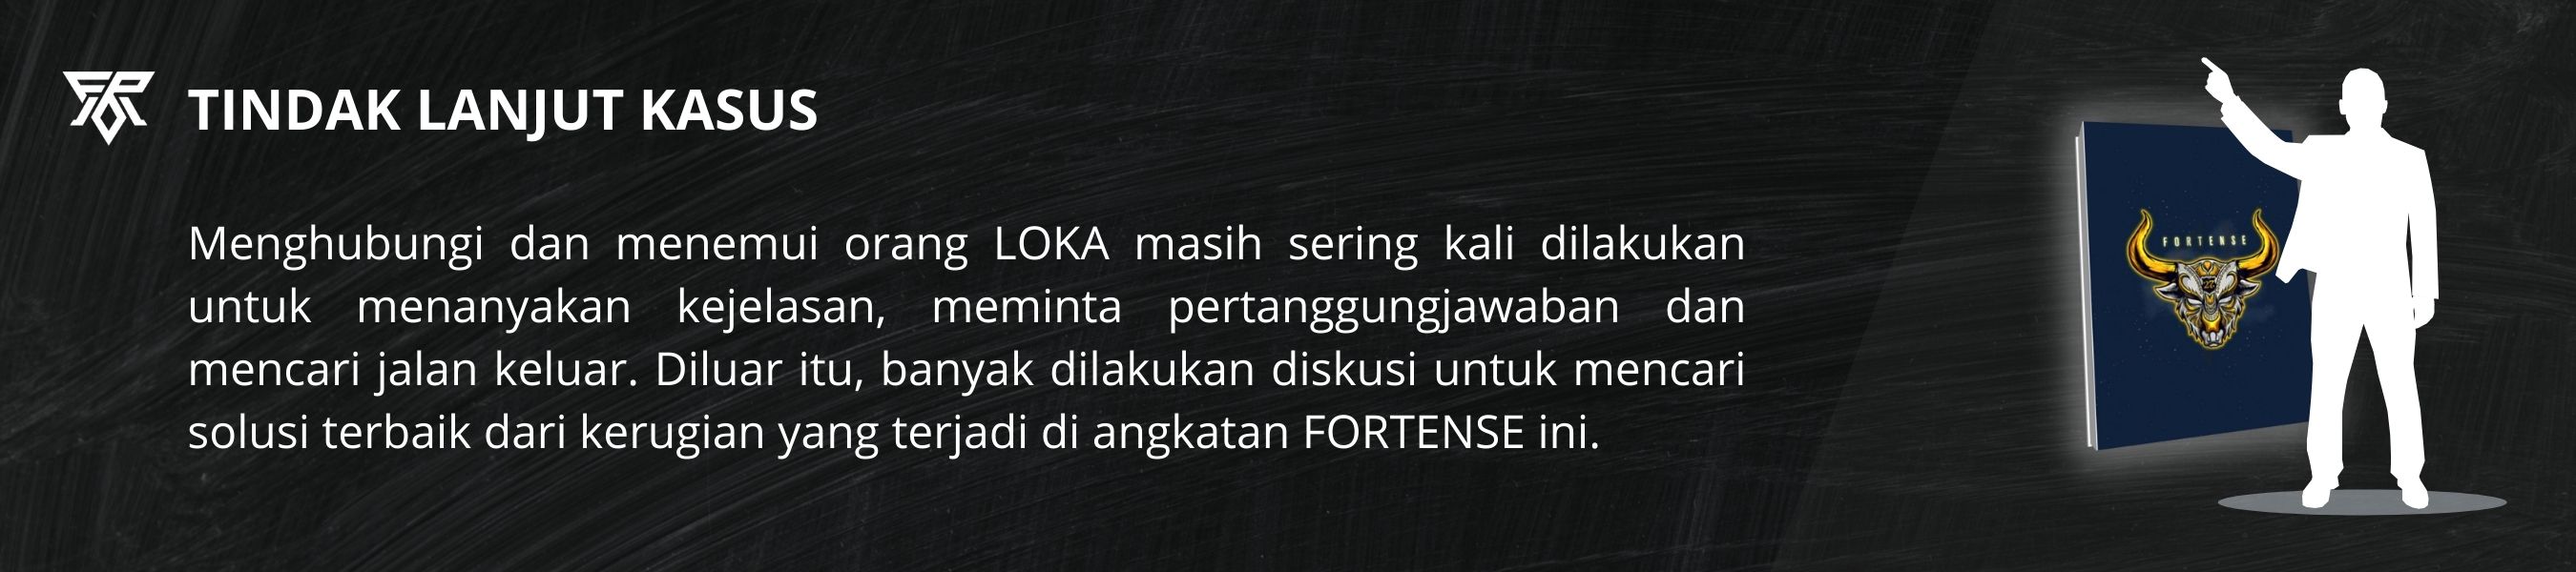 TINDAK LANJUT KASUS
Menghubungi dan menemui orang LOKA masih sering kali dilakukan
untuk menanyakan kejelasan, meminta pertanggungjawaban dan
mencari jalan keluar. Diluar itu, banyak dilakukan diskusi untuk mencari
solusi terbaik dari kerugian yang terjadi di angkatan FORTENSE ini.
FORTENSE